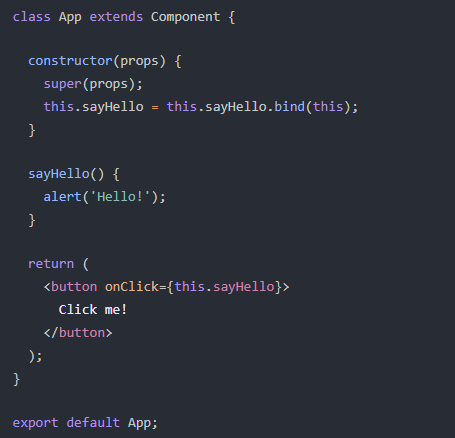 class App extends Component {
constructor(props) {
super(props);
this.sayHello = this.sayHello.bind(this);
}
sayHello() {
alert('Hello!');
}
return (
<button onClick={this.sayHello}>
Click me!
</button>
);
}
export default App;